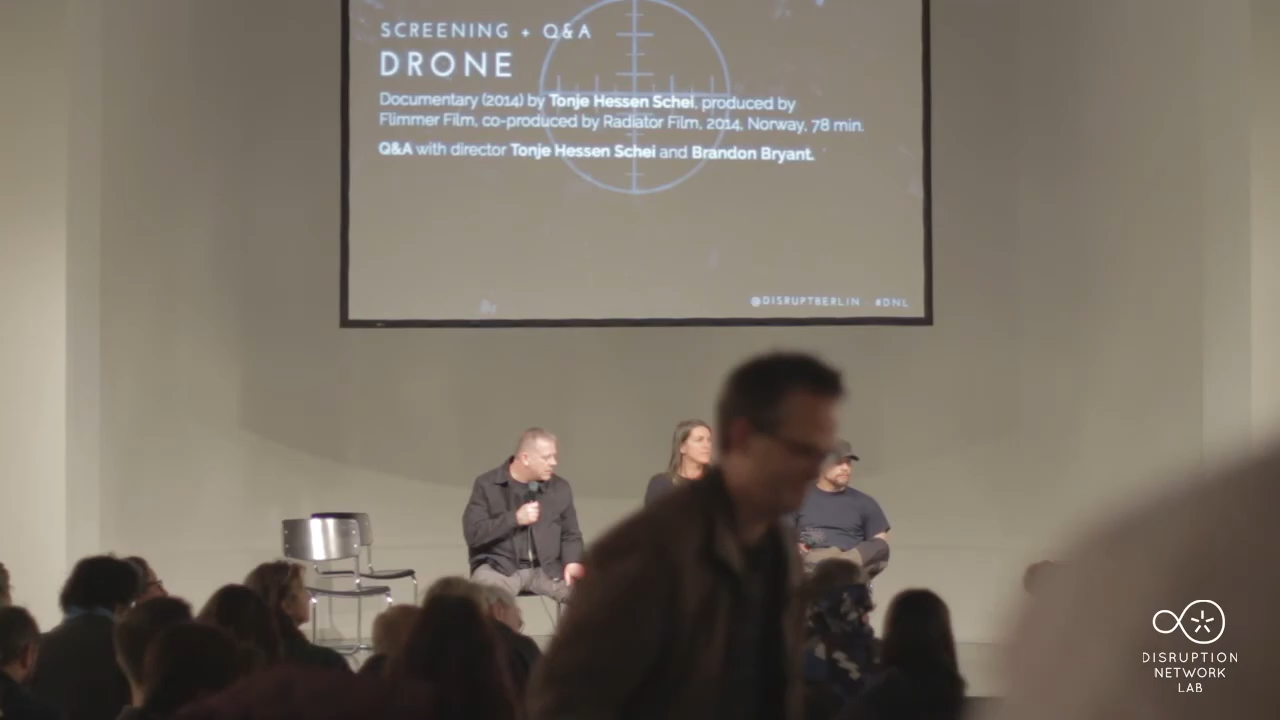 SCREENING + Q&A
DRONE
Documentary (2014) by Tonje Hessen Schei, produced by
Flimmer Film, co-produced by Radiator Film, 2014, Norway, 78 min.
Q&A with director Tonje Hessen Schei and Brandon Bryant.
@DISRUPTBERLIN #DNL
DISRUPTION
NETWORK
LAB